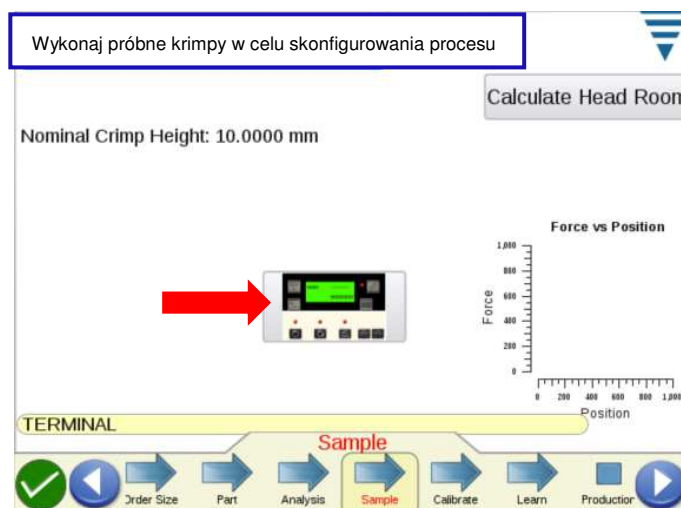 Wykonaj próbne krimpy w celu skonfigurowania procesu
Calculate Head Room
Nominal Crimp Height: 10.0000 mm
Force vs Position
1,000
800
600
400
200
0
Force
0 200 400 600 800 1,000
Position
TERMINAL
Sample
Order Size Part Analysis Sample Calibrate Learn Production